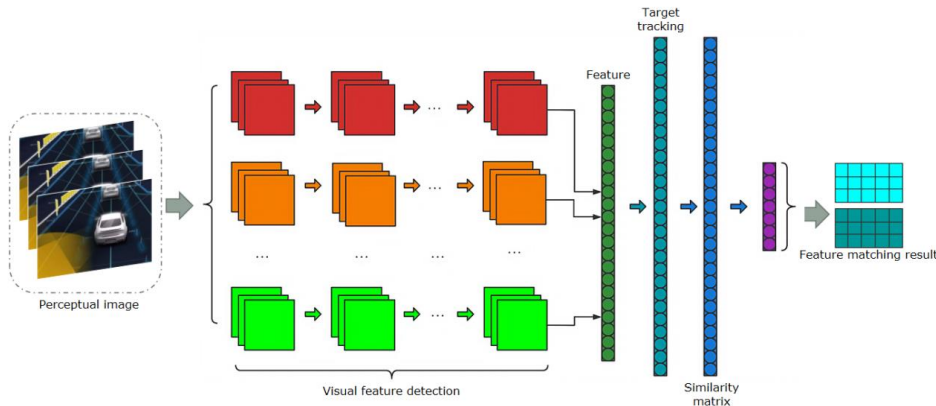 Target
tracking
Feature
...
...
... ... ... ...
...
Perceptual image
Visual feature detection
Similarity
matrix
Feature matching result